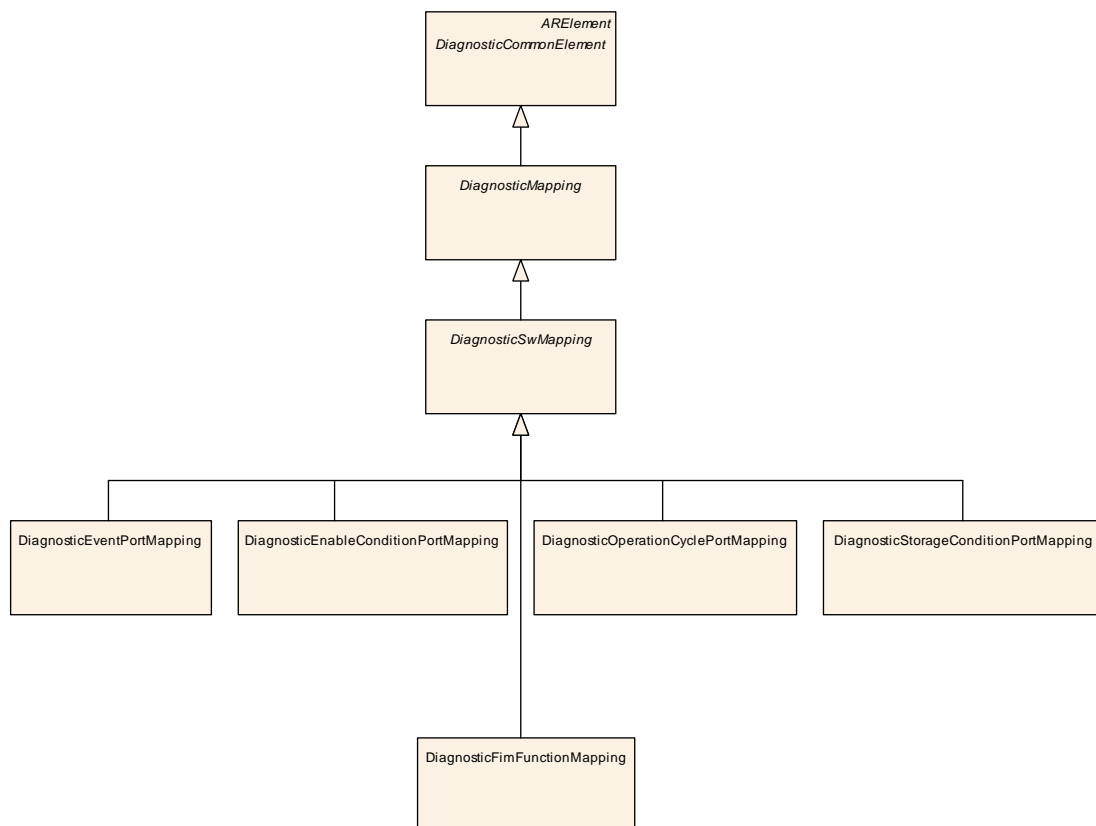 ARElement
DiagnosticCommonElement
DiagnosticMapping
DiagnosticSwMapping
DiagnosticEventPortMapping
DiagnosticEnableConditionPortMapping
DiagnosticOperationCyclePortMapping
DiagnosticStorageConditionPortMapping
DiagnosticFimFunctionMapping